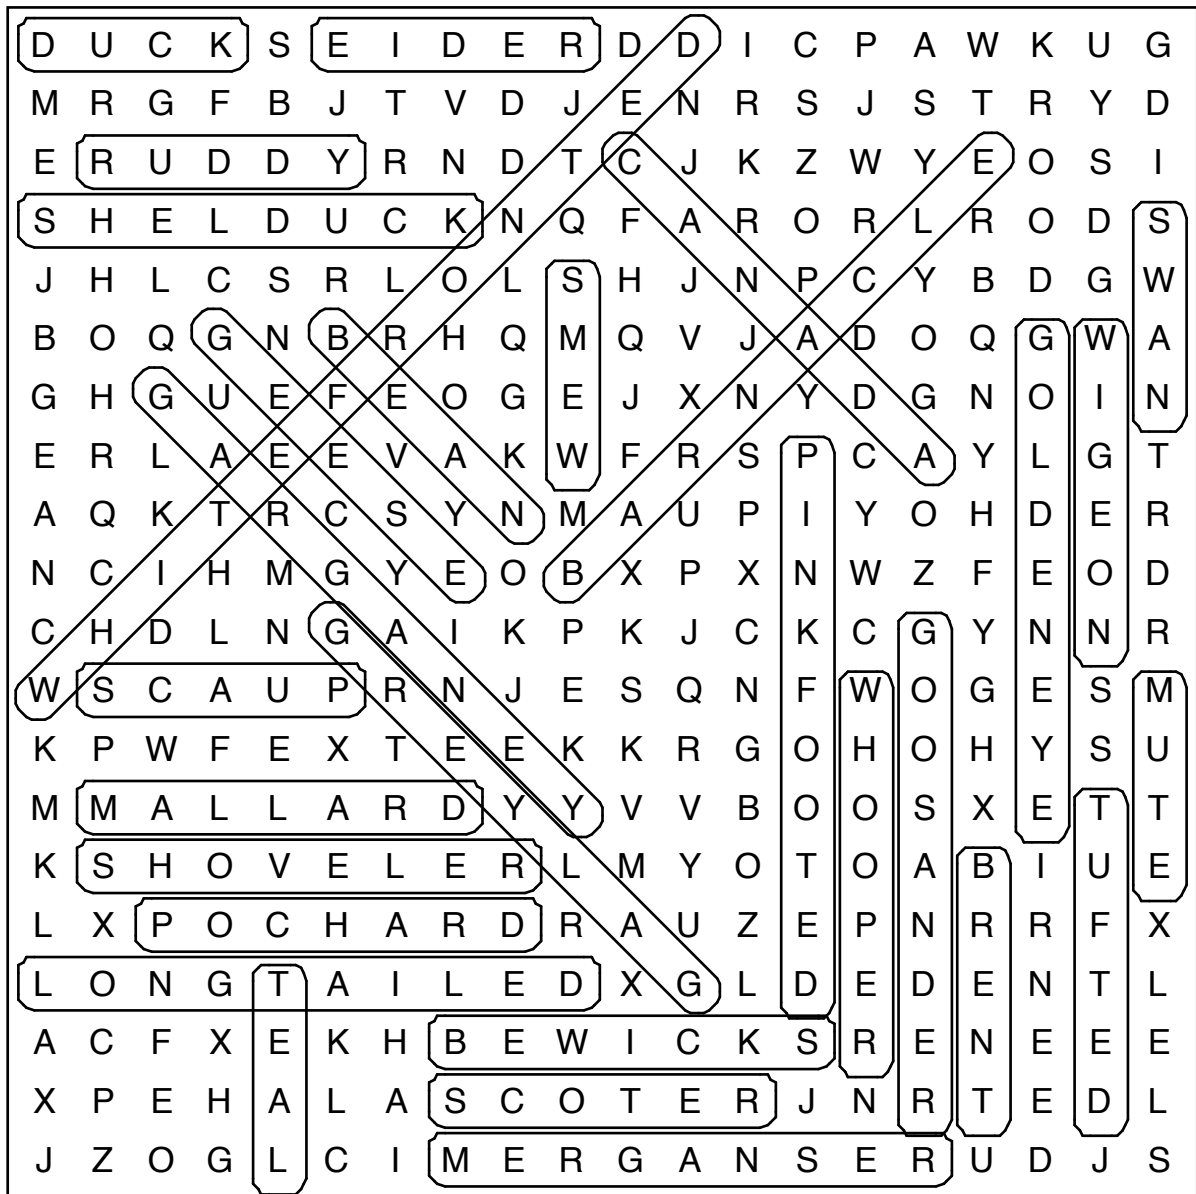 D U C K S E I D E R D D I C P A W K U G
M R G F B J T V D J E N R S J S T R Y D
E R U D D Y R N D T C J K Z W Y E O S I
S H E L D U C K N Q F A R O R L R O D S
J H L C S R L O L S H J N P C Y B D G W
B O Q G N B R H Q M Q V J A D O Q G W A
G H G U E F E O G E J X N Y D G N O I N
E R L A E E V A K W F R S P C A Y L G T
A Q K T R C S Y N M A U P I Y O H D E R
N C I H M G Y E O B X P X N W Z F E O D
C H D L N G A I K P K J C K C G Y N N R
W S C A U P R N J E S Q N F W O G E S M
K P W F E X T E E K K R G O H O H Y S U
M M A L L A R D Y Y V V B O O S X E T T
K S H O V E L E R L M Y O T O A B I U E
L X P O C H A R D R A U Z E P N R R F X
L O N G T A I L E D X G L D E D E N T L
A C F X E K H B E W I C K S R E N E E E
X P E H A L A S C O T E R J N R T E D L
J Z O G L C I M E R G A N S E R U D J S